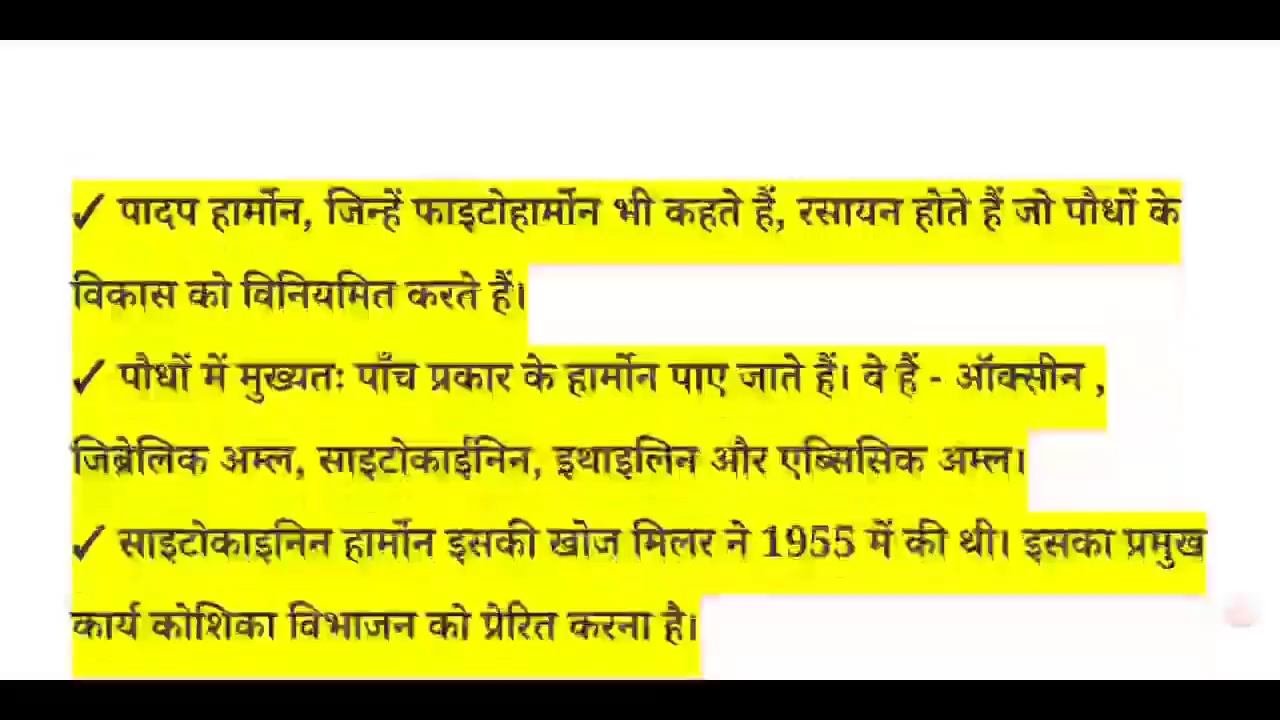 ✓ पादप हार्मोन, जिन्हें फाइटोहार्मोन भी कहते हैं, रसायन होते हैं जो पौधों के
विकास को विनियमित करते हैं।
✓ पौधों में मुख्यतः पाँच प्रकार के हार्मोन पाए जाते हैं। वे हैं - ऑक्सीन ,
जिब्रेलिक अम्ल, साइटोकाईनिन, इथाइलिन और एब्सिसिक अम्ल।
✓ साइटोकाइनिन हार्मोन इसकी खोज मिलर ने 1955 में की थी। इसका प्रमुख
कार्य कोशिका विभाजन को प्रेरित करना है।